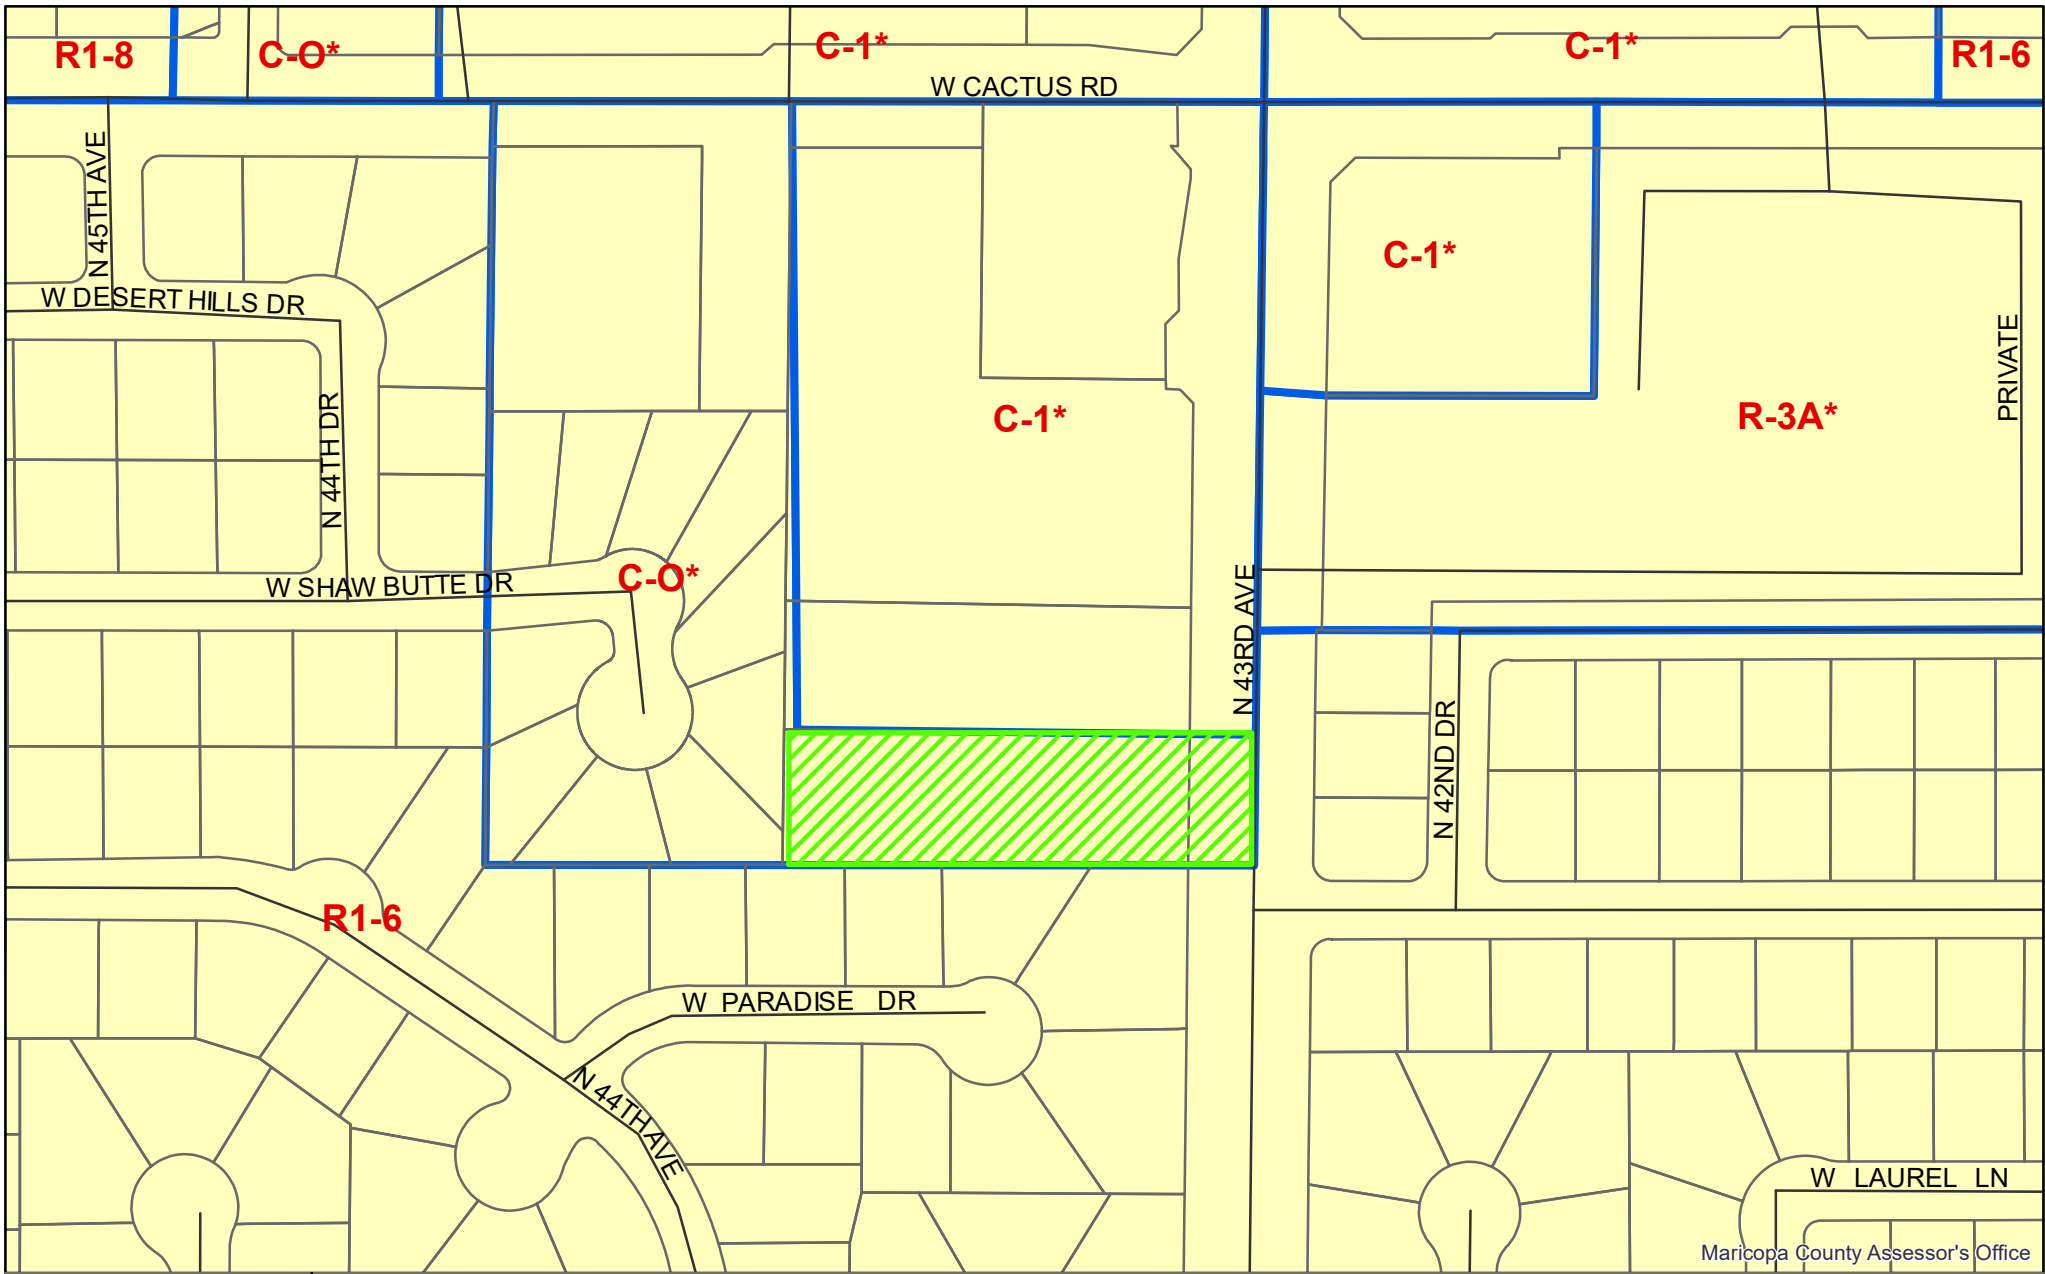 R1-8
C-O*
C-1*
C-1*
R1-6
W CACTUS RD
N 45TH AVE
C-1*
W DESERT HILLS DR
PRIVATE
N 44TH DR
C-1*
R-3A*
W SHAW BUTTE DR
C-O*
N 43RD AVE
N 42ND DR
R1-6
W PARADISE DR
N 44TH AVE
W LAUREL LN
Maricopa County Assessor's Office